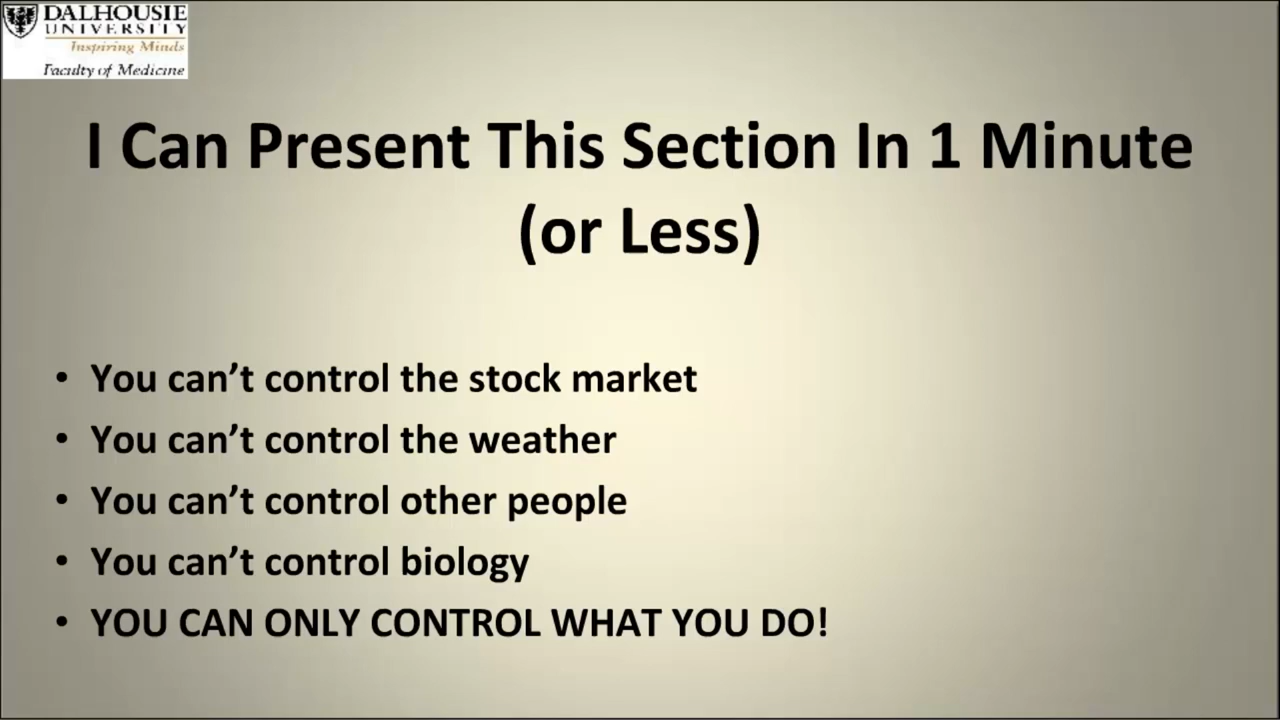 DALHOUSIE
UNIVERSITY
Inspiring Minds
Faculty of Medicine
I Can Present This Section In 1 Minute
(or Less)
• You can’t control the stock market
• You can’t control the weather
• You can’t control other people
• You can’t control biology
• YOU CAN ONLY CONTROL WHAT YOU DO!